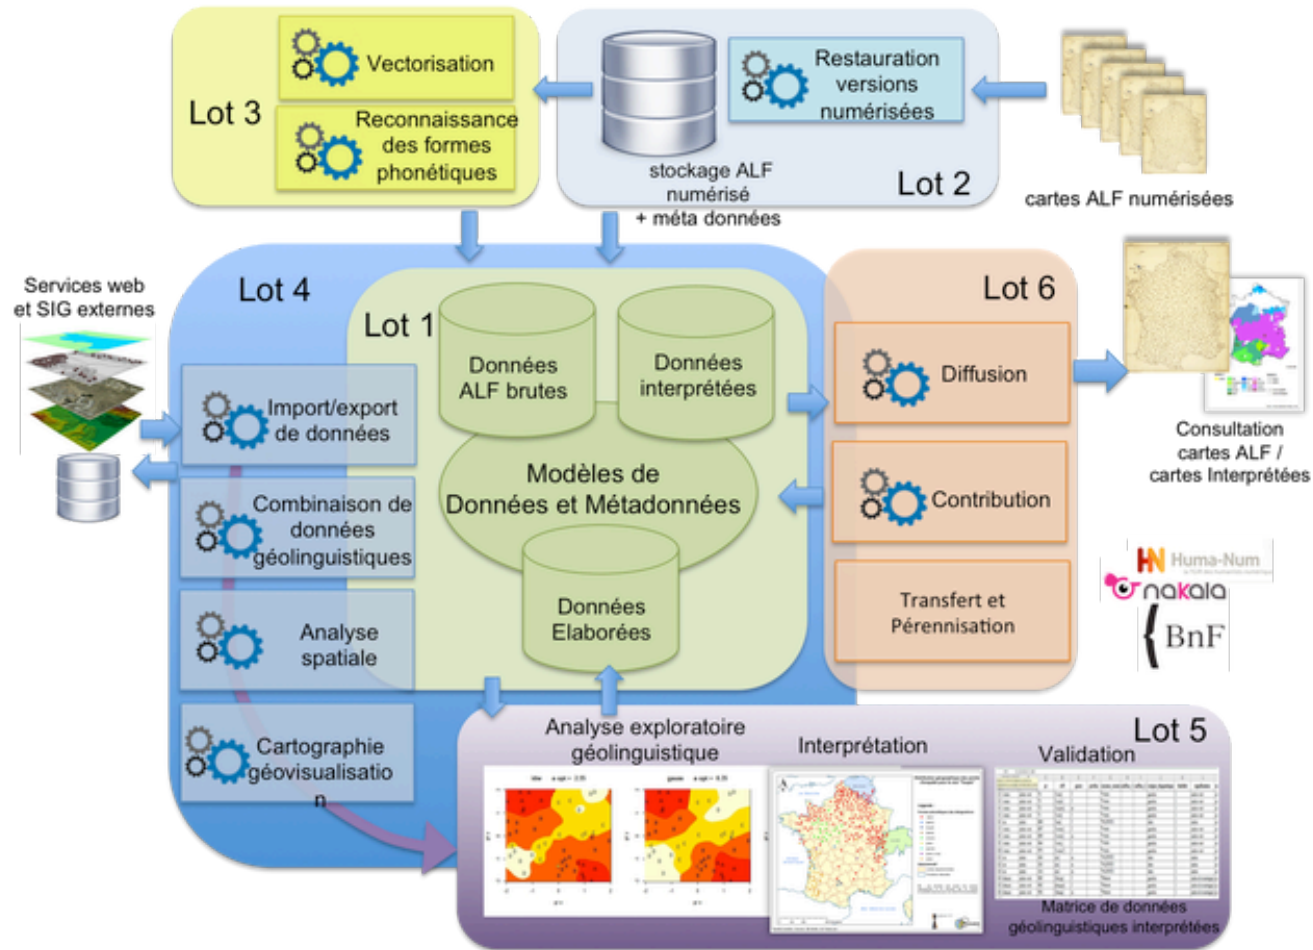 Lot 3
Vectorisation
Reconnaissance
des formes
phonétiques
stockage ALF
numérisé
+ méta données
Restauration
versions
numérisées
Lot 2
cartes ALF numérisées
Services web
et SIG externes
Lot 4
Import/export
de données
Combinaison de
données
géolinguistiques
Analyse
spatiale
Cartographie
géovisualisatio
n
Lot 1
Données
ALF brutes
Données
interprétées
Modèles de
Données et Métadonnées
Données
Elaborées
Lot 6
Diffusion
Contribution
Transfert et
Pérennisation
Consultation
cartes ALF /
cartes Interprétées
Huma-Num
nakala
BnF
Lot 5
Analyse exploratoire
géolinguistique
Interprétation
Validation
Matrice de données
géolinguistiques interprétées